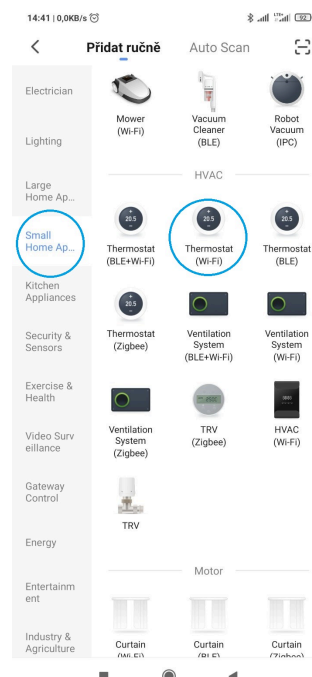 14:41 | 0,0KB/s
92
Přidat ručně Auto Scan
Electrician
Lighting
Large
Home Ap...
Small
Home Ap...
Kitchen
Appliances
Security &
Sensors
Exercise &
Health
Video Surv
eillance
Gateway
Control
Energy
Entertainm
ent
Industry &
Agriculture
Mower
(Wi-Fi)
Vacuum
Cleaner
(BLE)
Robot
Vacuum
(IPC)
HVAC
20.5
Thermostat
(BLE+Wi-Fi)
20.5
Thermostat
(Wi-Fi)
20.5
Thermostat
(BLE)
20.5
Thermostat
(Zigbee)
Ventilation
System
(BLE+Wi-Fi)
Ventilation
System
(Wi-Fi)
Ventilation
System
(Zigbee)
TRV
(Zigbee)
HVAC
(Wi-Fi)
TRV
Motor
Curtain
(Wi-Fi)
Curtain
(BLE)
Curtain
(Zigbee)